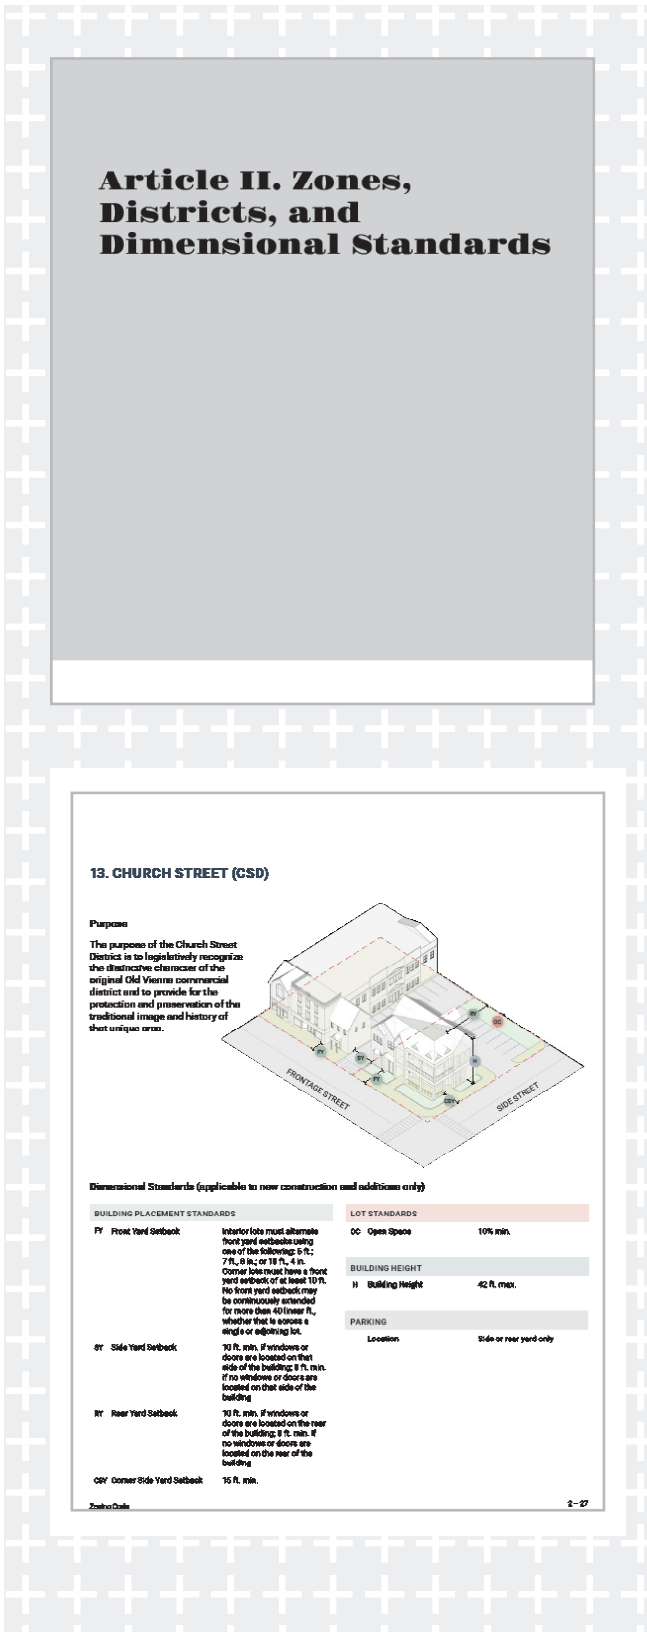 Article II. Zones,
Districts, and
Dimensional Standards
13. CHURCH STREET (CSD)
Purpose
The purpose of the Church Street
District is to legislatively recognize
the distinctive character of the
original Old Vienna commercial
district and to provide for the
protection and preservation of the
traditional image and history of
that unique area.
FY
SY
FY
CSY
H
RY
OC
FRONTAGE STREET
SIDE STREET
Dimensional Standards (applicable to new construction and additions only)
BUILDING PLACEMENT STANDARDS
FY Front Yard Setback
Interior lots must alternate
front yard setbacks using
one of the following: 5 ft.;
7 ft., 8 in.; or 10 ft., 4 in.
Corner lots must have a front
yard setback of at least 10 ft.
No front yard setback may
be continuously extended
for more than 40 linear ft.,
whether that is across a
single or adjoining lot.
SY Side Yard Setback
10 ft. min. if windows or
doors are located on that
side of the building; 8 ft. min.
if no windows or doors are
located on that side of the
building
RY Rear Yard Setback
10 ft. min. if windows or
doors are located on the rear
of the building; 8 ft. min. if
no windows or doors are
located on the rear of the
building
CSY Corner Side Yard Setback 15 ft. min.
LOT STANDARDS
OC Open Space 10% min.
BUILDING HEIGHT
H Building Height 42 ft. max.
PARKING
Location Side or rear yard only
Zoning Code
2 – 27